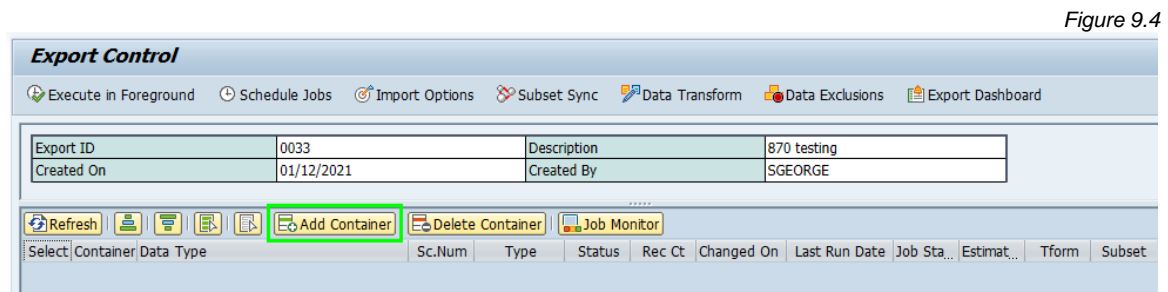 Figure 9.4
Export Control
Execute in Foreground Schedule Jobs Import Options Subset Sync Data Transform Data Exclusions Export Dashboard
Export ID 0033 Description 870 testing
Created On 01/12/2021 Created By SGEORGE
Refresh Add Container Delete Container Job Monitor
Select Container Data Type Sc.Num Type Status Rec Ct Changed On Last Run Date Job Sta... Estimat... Tform Subset